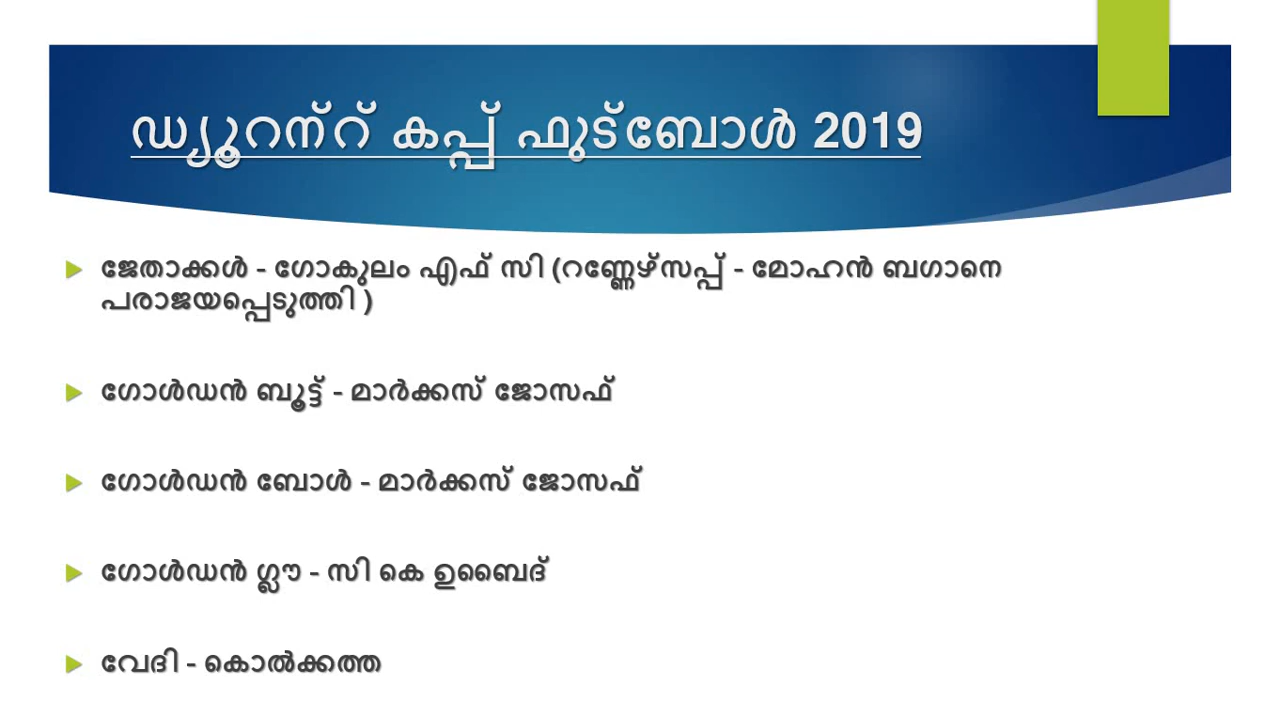 ഡ്യൂറന്റ് കപ്പ് ഫുട്ബോൾ 2019
ജേതാക്കൾ - ഗോകുലം എഫ് സി (റണ്ണേഴ്സപ്പ് - മോഹൻ ബഗാനെ
പരാജയപ്പെടുത്തി )
ഗോൾഡൻ ബൂട്ട് - മാർക്കസ് ജോസഫ്
ഗോൾഡൻ ബോൾ - മാർക്കസ് ജോസഫ്
ഗോൾഡൻ ഗ്ലൗ - സി കെ ഉബൈദ്
വേദി - കൊൽക്കത്ത